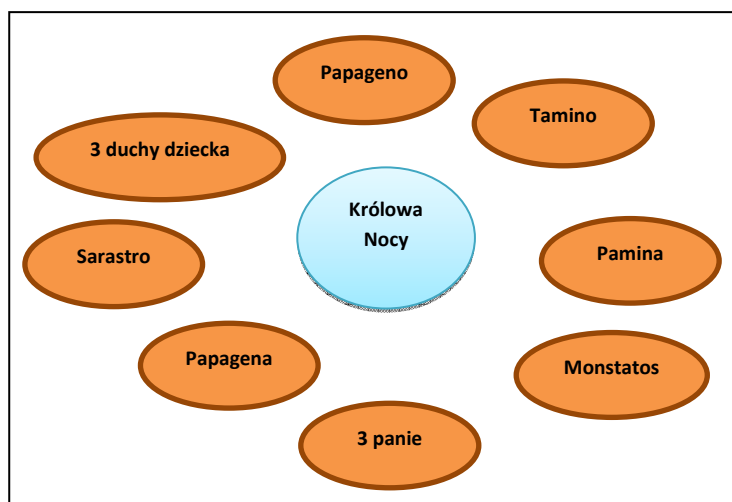 Papageno
Tamino
3 duchy dziecka
Królowa
Nocy
Sarastro
Pamina
Papagena
Monstatos
3 panie